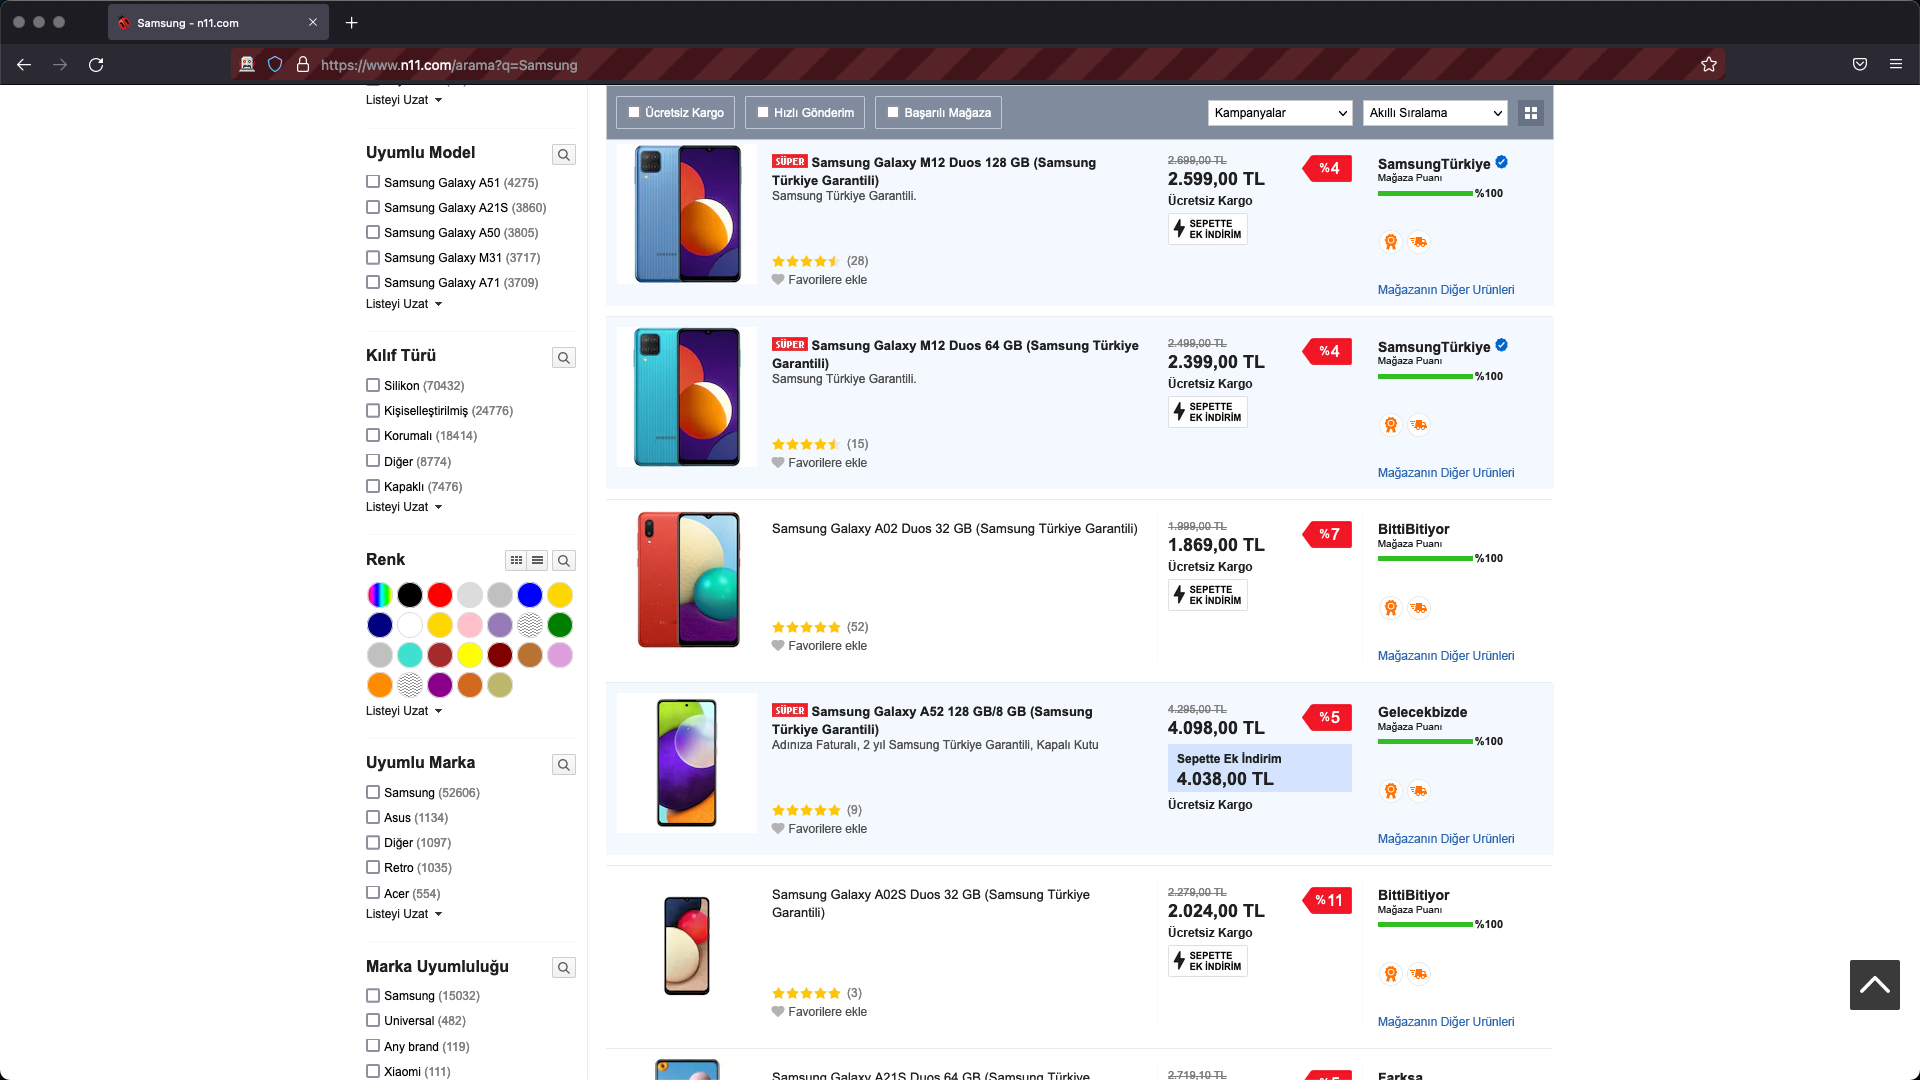 Samsung - n11.com
https://www.n11.com/arama?q=Samsung
Listeyi Uzat
Uyumlu Model
Samsung Galaxy A51 (4275)
Samsung Galaxy A21S (3860)
Samsung Galaxy A50 (3805)
Samsung Galaxy M31 (3717)
Samsung Galaxy A71 (3709)
Listeyi Uzat
Kılıf Türü
Silikon (70432)
Kişiselleştirilmiş (24776)
Korumalı (18414)
Diğer (8774)
Kapaklı (7476)
Listeyi Uzat
Renk
Listeyi Uzat
Uyumlu Marka
Samsung (52606)
Asus (1134)
Diğer (1097)
Retro (1035)
Acer (554)
Listeyi Uzat
Marka Uyumluluğu
Samsung (15032)
Universal (482)
Any brand (119)
Xiaomi (111)
Ücretsiz Kargo
Hızlı Gönderim
Başarılı Mağaza
Kampanyalar
Akıllı Sıralama
SÜPER Samsung Galaxy M12 Duos 128 GB (Samsung
Türkiye Garantili)
Samsung Türkiye Garantili.
(28)
Favorilere ekle
2.699,00 TL
2.599,00 TL
Ücretsiz Kargo
SEPETTE
EK İNDİRİM
%4
SamsungTürkiye
Mağaza Puanı
%100
Mağazanın Diğer Ürünleri
SÜPER Samsung Galaxy M12 Duos 64 GB (Samsung Türkiye
Garantili)
Samsung Türkiye Garantili.
(15)
Favorilere ekle
2.499,00 TL
2.399,00 TL
Ücretsiz Kargo
SEPETTE
EK İNDİRİM
%4
SamsungTürkiye
Mağaza Puanı
%100
Mağazanın Diğer Ürünleri
Samsung Galaxy A02 Duos 32 GB (Samsung Türkiye Garantili)
(52)
Favorilere ekle
1.999,00 TL
1.869,00 TL
Ücretsiz Kargo
SEPETTE
EK İNDİRİM
%7
BittiBitiyor
Mağaza Puanı
%100
Mağazanın Diğer Ürünleri
SÜPER Samsung Galaxy A52 128 GB/8 GB (Samsung
Türkiye Garantili)
Adınıza Faturalı, 2 yıl Samsung Türkiye Garantili, Kapalı Kutu
(9)
Favorilere ekle
4.295,00 TL
4.098,00 TL
Sepette Ek İndirim
4.038,00 TL
Ücretsiz Kargo
%5
Gelecekbizde
Mağaza Puanı
%100
Mağazanın Diğer Ürünleri
Samsung Galaxy A02S Duos 32 GB (Samsung Türkiye
Garantili)
(3)
Favorilere ekle
2.279,00 TL
2.024,00 TL
Ücretsiz Kargo
SEPETTE
EK İNDİRİM
%11
BittiBitiyor
Mağaza Puanı
%100
Mağazanın Diğer Ürünleri
Samsung Galaxy A21S Duos 64 GB (Samsung Türkiye
2.719,10 TL
%5
Farksa